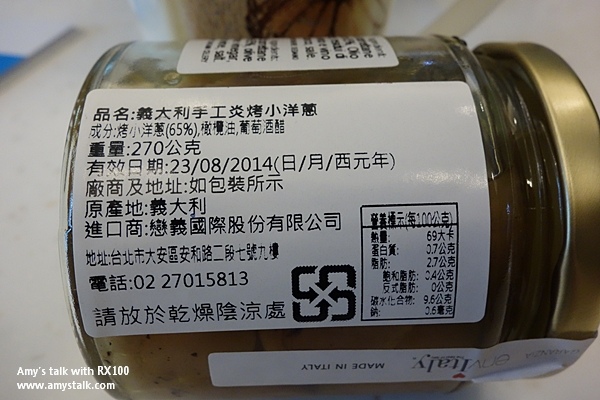 品名:義大利手工炎烤小洋蔥
成分:烤小洋蔥(65%),橄欖油,葡萄酒醋
重量:270公克
有效日期:23/08/2014(日/月/西元年)
廠商及地址:如包裝所示
原產地:義大利
進口商:戀義國際股份有限公司
地址:台北市大安區安和路二段七號九樓
電話:02 27015813
請放於乾燥陰涼處
營養標示(每100公克)
熱量: 69大卡
蛋白質: 0.7公克
脂肪: 2.7公克
飽和脂肪: 0.4公克
反式脂肪: 0公克
碳水化合物: 9.6公克
鈉: 0.6毫克
MADE IN ITALY
envItaly.
Amy's talk with RX100
www.amystalk.com